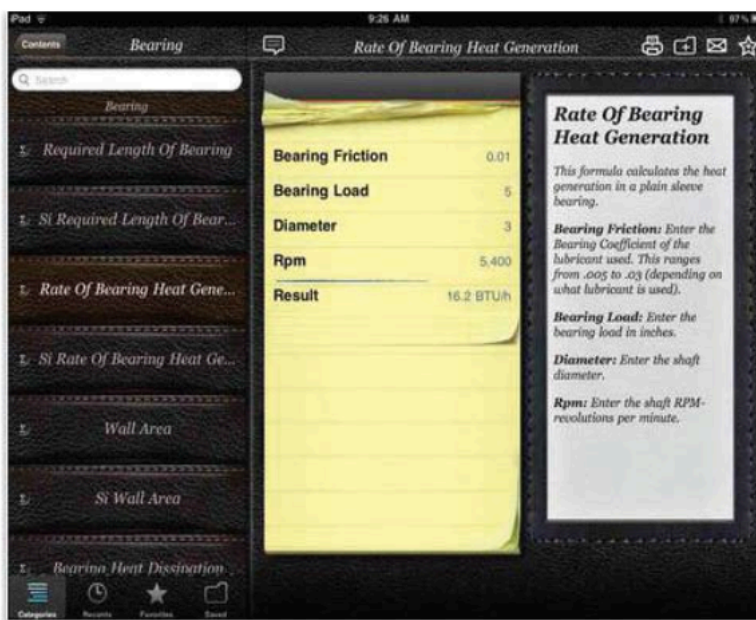 iPad
9:26 AM
97%
Contents
Bearing
Rate Of Bearing Heat Generation
Search
Bearing
Required Length Of Bearing
Si Required Length Of Bear...
Rate Of Bearing Heat Gene...
Si Rate Of Bearing Heat Ge...
Wall Area
Si Wall Area
Bearing Heat Dissipation
Categories
Recents
Favorites
Saved
Bearing Friction 0.01
Bearing Load 5
Diameter 3
Rpm 5,400
Result 16.2 BTU/h
Rate Of Bearing
Heat Generation
This formula calculates the heat
generation in a plain sleeve
bearing.
Bearing Friction: Enter the
Bearing Coefficient of the
lubricant used. This ranges
from .005 to .03 (depending on
what lubricant is used).
Bearing Load: Enter the
bearing load in inches.
Diameter: Enter the shaft
diameter.
Rpm: Enter the shaft RPM-
revolutions per minute.